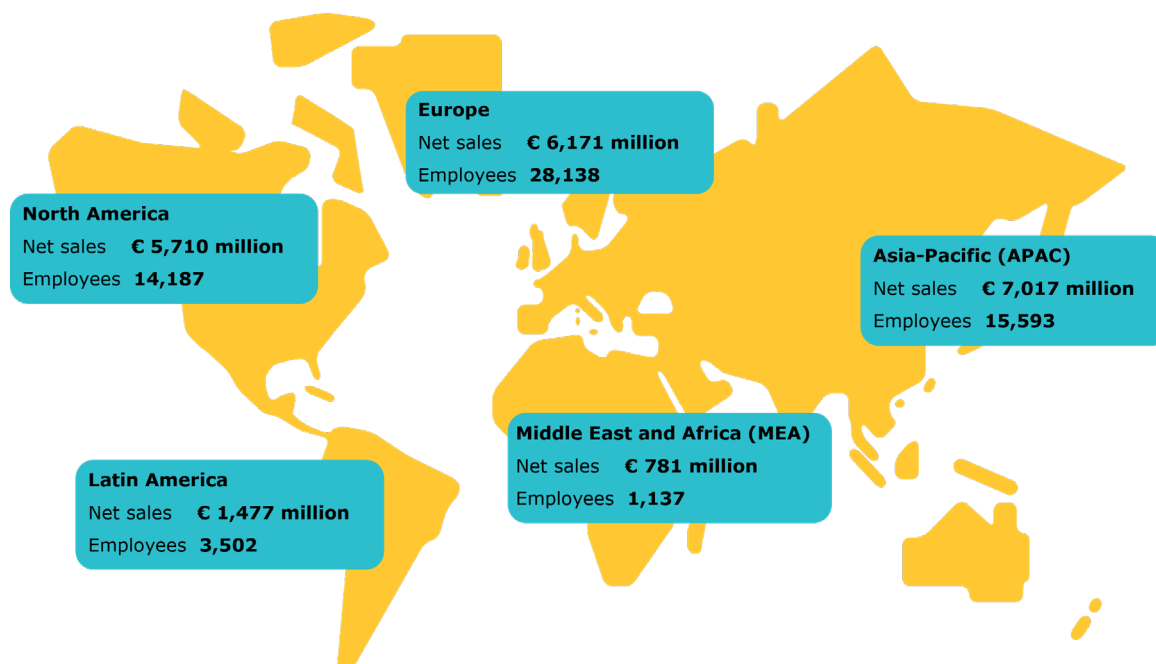 Europe
Net sales € 6,171 million
Employees 28,138
North America
Net sales € 5,710 million
Employees 14,187
Asia-Pacific (APAC)
Net sales € 7,017 million
Employees 15,593
Middle East and Africa (MEA)
Net sales € 781 million
Employees 1,137
Latin America
Net sales € 1,477 million
Employees 3,502